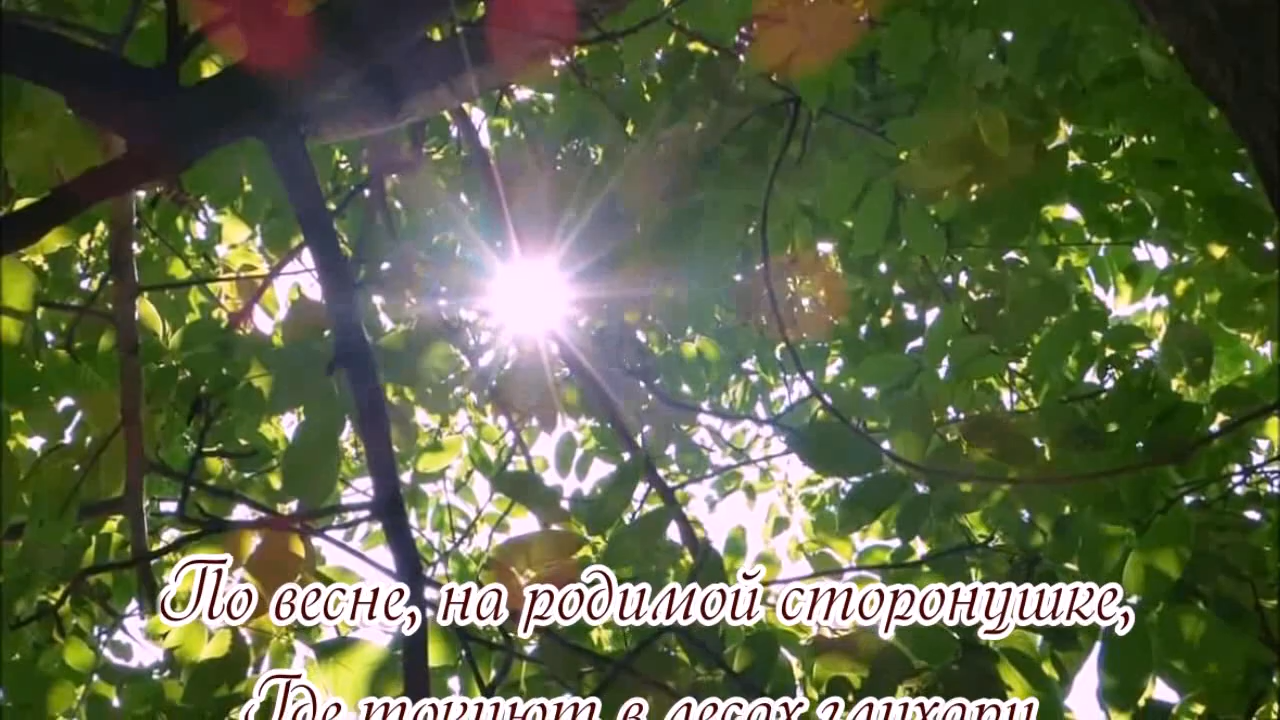 По весне, на родимой сторонушке,
Где токуют в лесах глухари